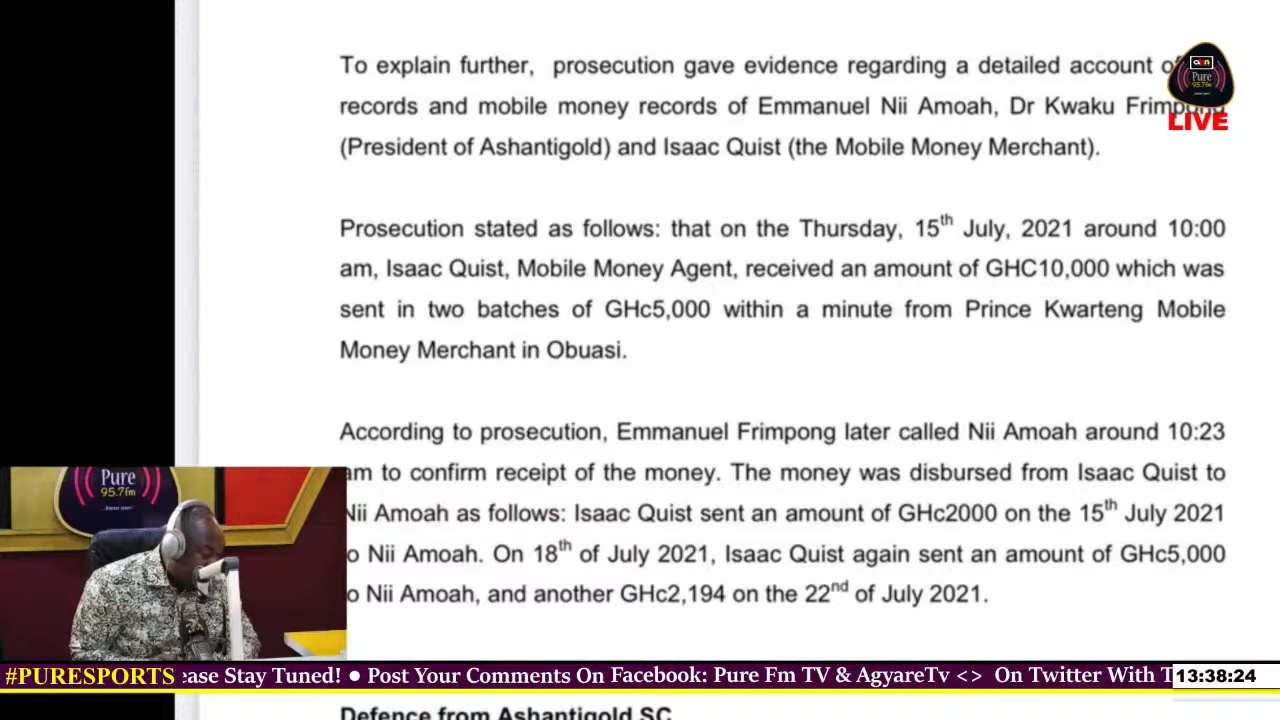 To explain further, prosecution gave evidence regarding a detailed account
records and mobile money records of Emmanuel Nii Amoah, Dr Kwaku Frimpong
(President of Ashantigold) and Isaac Quist (the Mobile Money Merchant).
Pure
95.7fm
LIVE
Prosecution stated as follows: that on the Thursday, 15th July, 2021 around 10:00
am, Isaac Quist, Mobile Money Agent, received an amount of GHC10,000 which was
sent in two batches of GHc5,000 within a minute from Prince Kwarteng Mobile
Money Merchant in Obuasi.
According to prosecution, Emmanuel Frimpong later called Nii Amoah around 10:23
am to confirm receipt of the money. The money was disbursed from Isaac Quist to
Nii Amoah as follows: Isaac Quist sent an amount of GHc2000 on the 15th July 2021
o Nii Amoah. On 18th of July 2021, Isaac Quist again sent an amount of GHc5,000
o Nii Amoah, and another GHc2,194 on the 22nd of July 2021.
Pure
95.7fm
#PURESPORTS ease Stay Tuned! ● Post Your Comments On Facebook: Pure Fm TV & AgyareTv <> On Twitter With T 13:38:24
Defence from Ashantigold SC